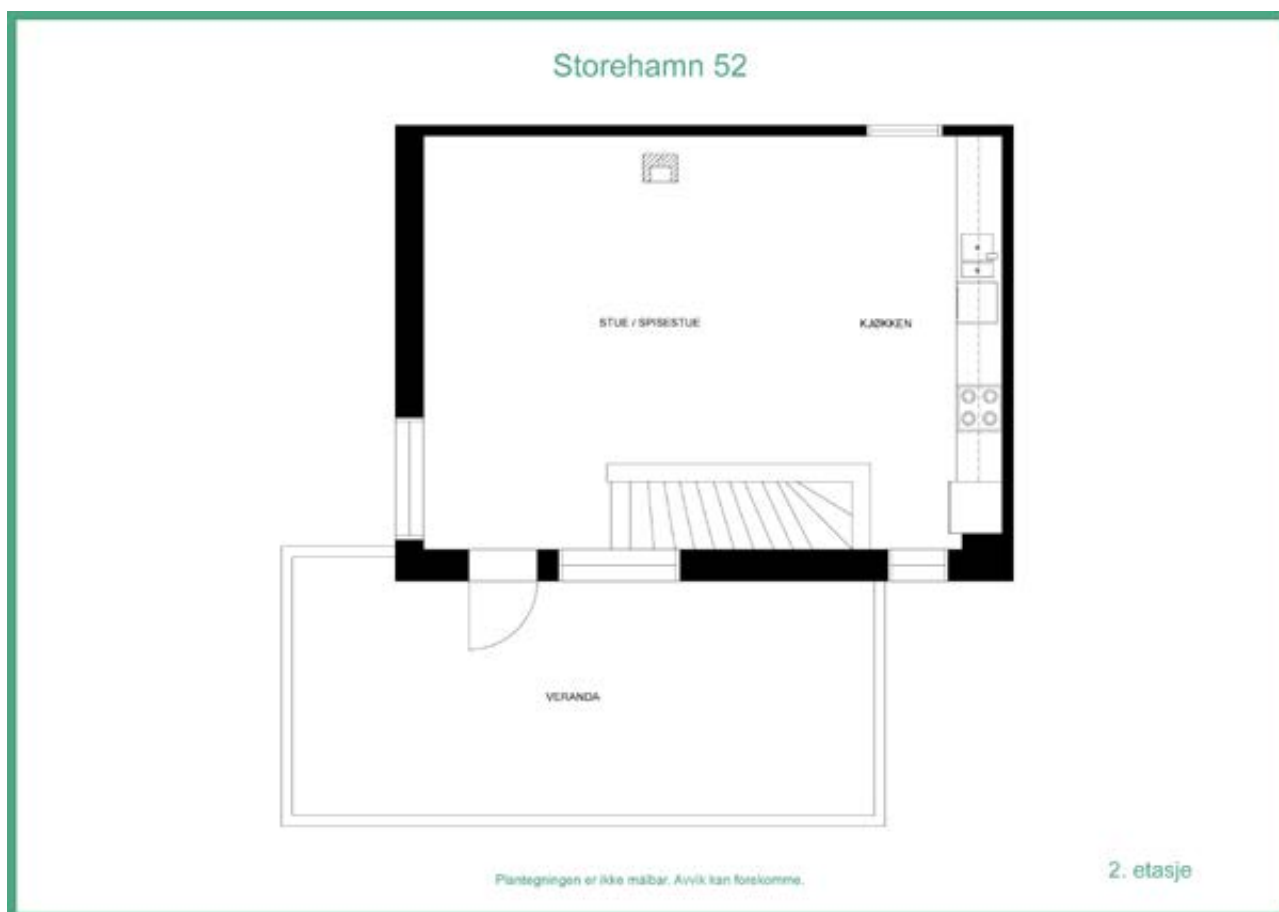 Storehamn 52
STUE / SPISESTUE
KJØKKEN
VERANDA
Plantegningen er ikke målbar. Avvik kan forekomme.
2. etasje